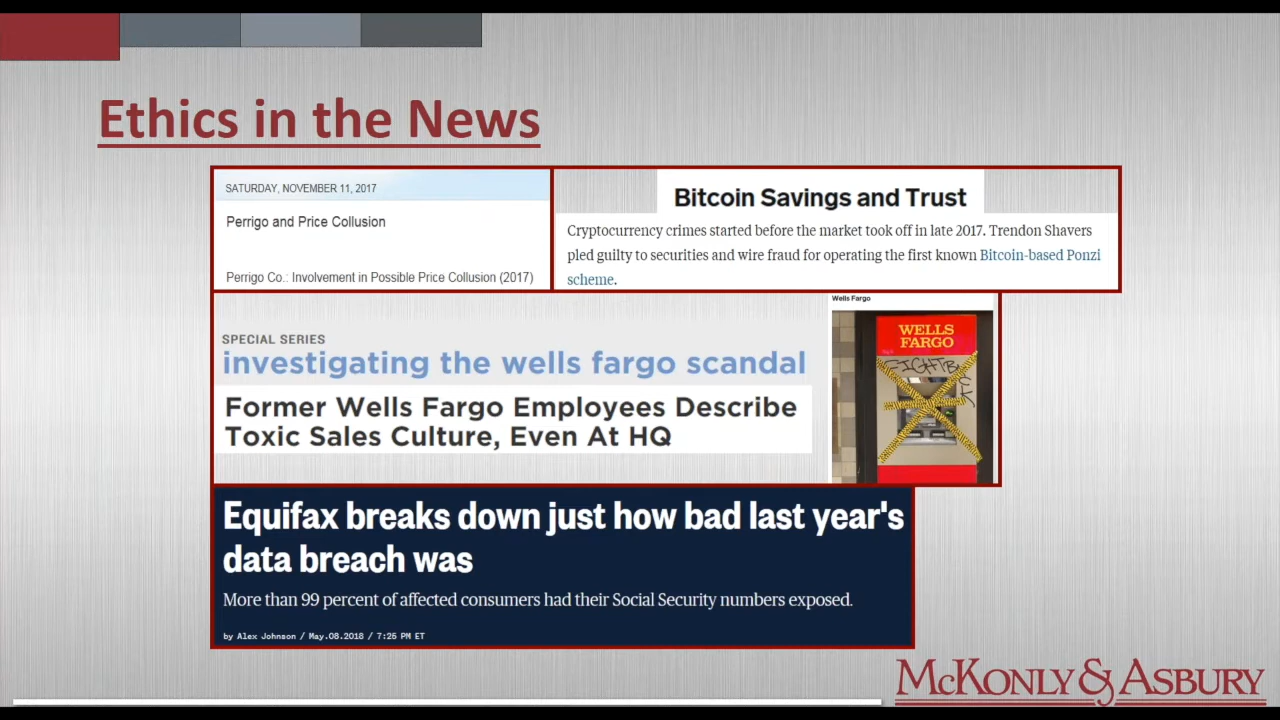 Ethics in the News
SATURDAY, NOVEMBER 11, 2017
Perrigo and Price Collusion
Perrigo Co.: Involvement in Possible Price Collusion (2017)
Bitcoin Savings and Trust
Cryptocurrency crimes started before the market took off in late 2017. Trendon Shavers
pled guilty to securities and wire fraud for operating the first known Bitcoin-based Ponzi
scheme.
SPECIAL SERIES
investigating the wells fargo scandal
Former Wells Fargo Employees Describe
Toxic Sales Culture, Even At HQ
Wells Fargo
WELLS
FARGO
Equifax breaks down just how bad last year's
data breach was
More than 99 percent of affected consumers had their Social Security numbers exposed.
by Alex Johnson / May.08.2018 / 7:25 PM ET
McKonly & Asbury